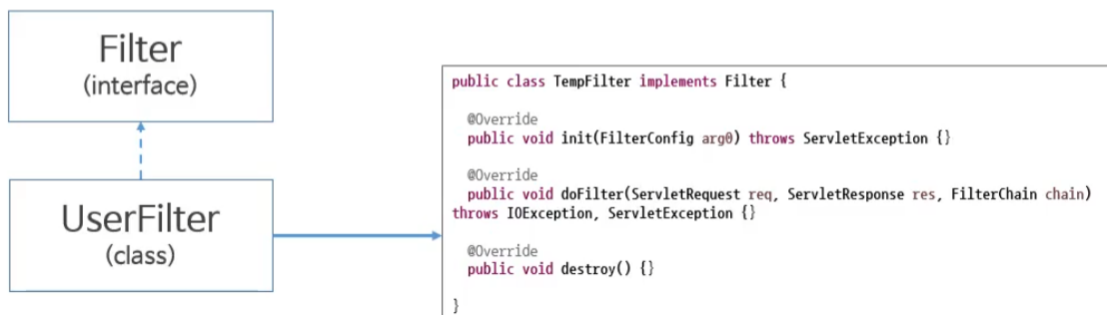 Filter
(interface)
UserFilter
(class)
public class TempFilter implements Filter {
@Override
public void init(FilterConfig arg0) throws ServletException {}
@Override
public void doFilter(ServletRequest req, ServletResponse res, FilterChain chain)
throws IOException, ServletException {}
@Override
public void destroy() {}
}